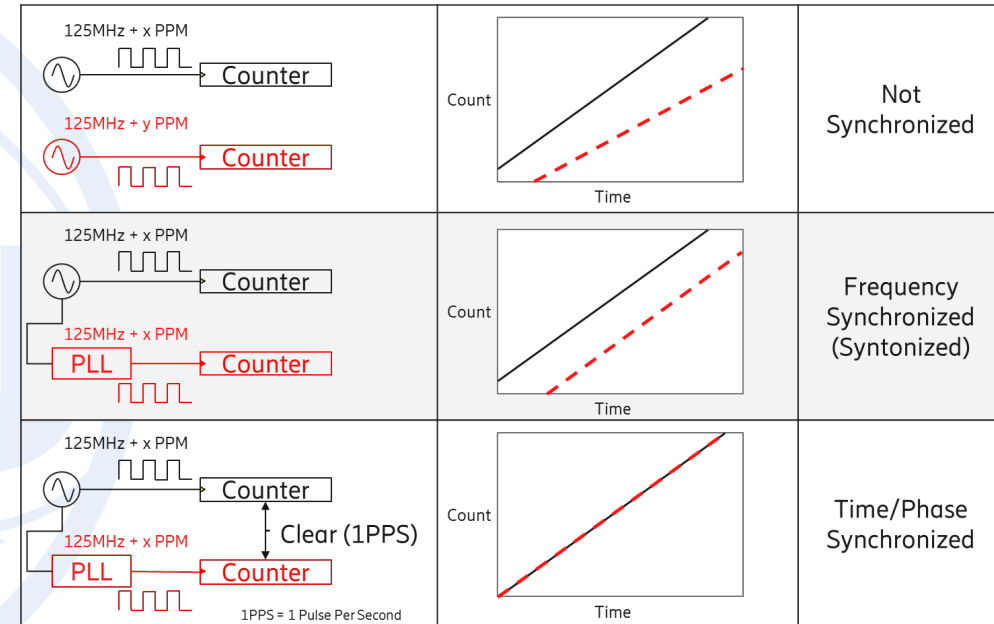 125MHz + x PPM
Counter
125MHz + y PPM
Counter
Count
Time
Not
Synchronized
125MHz + x PPM
Counter
125MHz + x PPM
PLL
Counter
Count
Time
Frequency
Synchronized
(Syntonized)
125MHz + x PPM
Counter
Clear (1PPS)
125MHz + x PPM
PLL
Counter
1PPS = 1 Pulse Per Second
Count
Time
Time/Phase
Synchronized